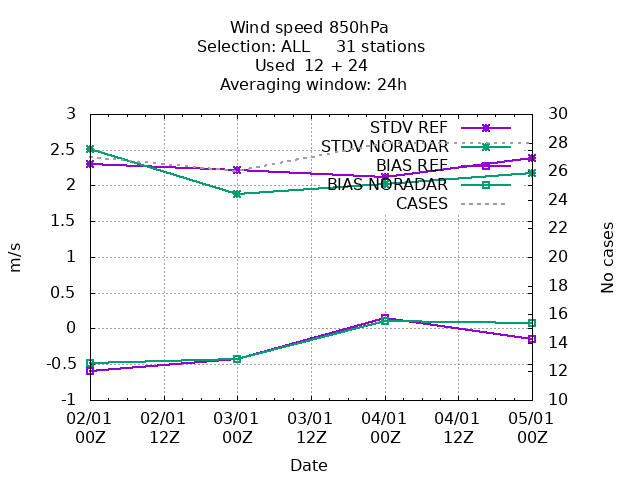 Wind speed 850hPa
Selection: ALL     31 stations
Used  12 + 24
Averaging window: 24h
3
2.5
2
1.5
1
0.5
0
-0.5
-1
m/s
30
28
26
24
22
20
18
16
14
12
10
No cases
STDV REF
STDV NORADAR
BIAS REF
BIAS NORADAR
CASES
02/01 02/01 03/01 03/01 04/01 04/01 05/01
00Z 12Z 00Z 12Z 00Z 12Z 00Z
Date